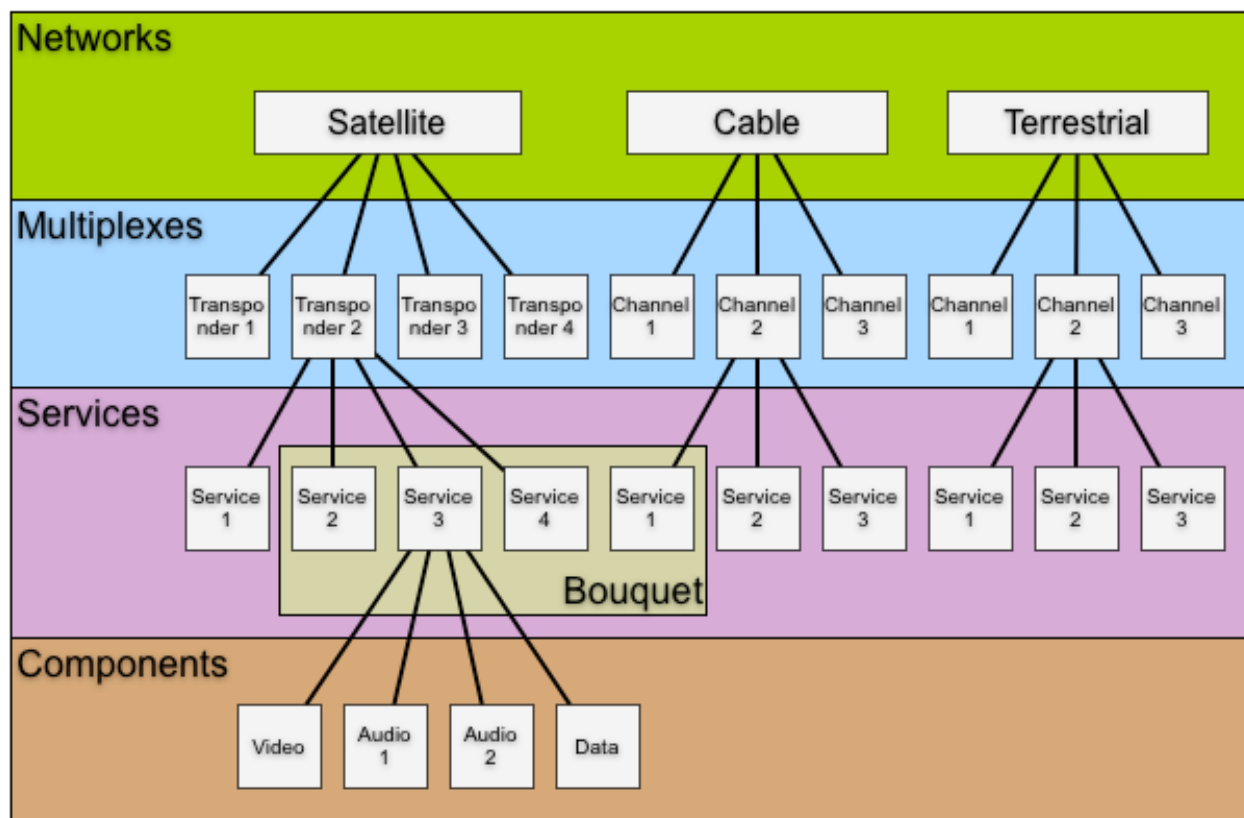 Networks
Satellite
Cable
Terrestrial
Multiplexes
Transpo
nder 1
Transpo
nder 2
Transpo
nder 3
Transpo
nder 4
Channel
1
Channel
2
Channel
3
Channel
1
Channel
2
Channel
3
Services
Service
1
Service
2
Service
3
Service
4
Service
1
Service
2
Service
3
Service
1
Service
2
Service
3
Bouquet
Components
Video
Audio
1
Audio
2
Data